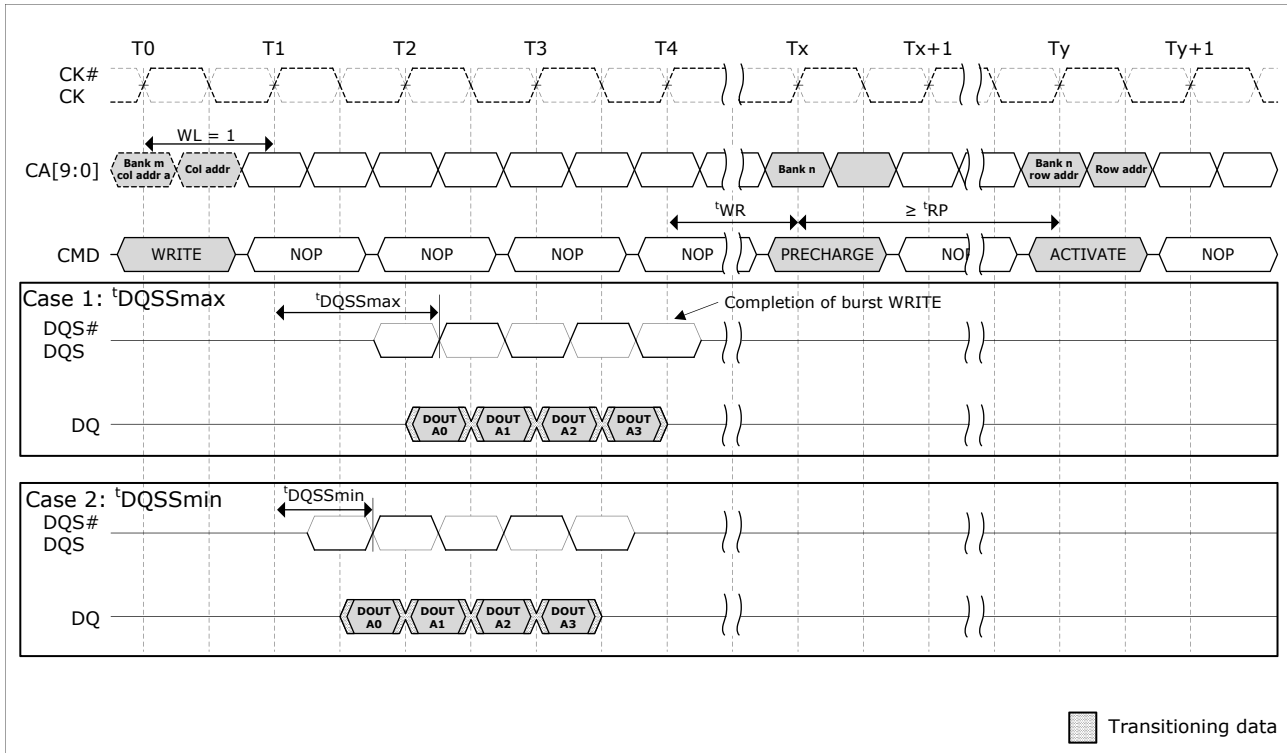 T0 T1 T2 T3 T4 Tx Tx+1 Ty Ty+1
CK#
CK
WL = 1
CA[9:0]
Bank m
col addr a
Col addr
Bank n
Bank n
row addr
Row addr
tWR
≥ tRP
CMD WRITE NOP NOP NOP NOP PRECHARGE NOP ACTIVATE NOP
Case 1: tDQSSmax
tDQSSmax
Completion of burst WRITE
DQS#
DQS
DQ
DOUT
A0
DOUT
A1
DOUT
A2
DOUT
A3
Case 2: tDQSSmin
tDQSSmin
DQS#
DQS
DQ
DOUT
A0
DOUT
A1
DOUT
A2
DOUT
A3
Transitioning data